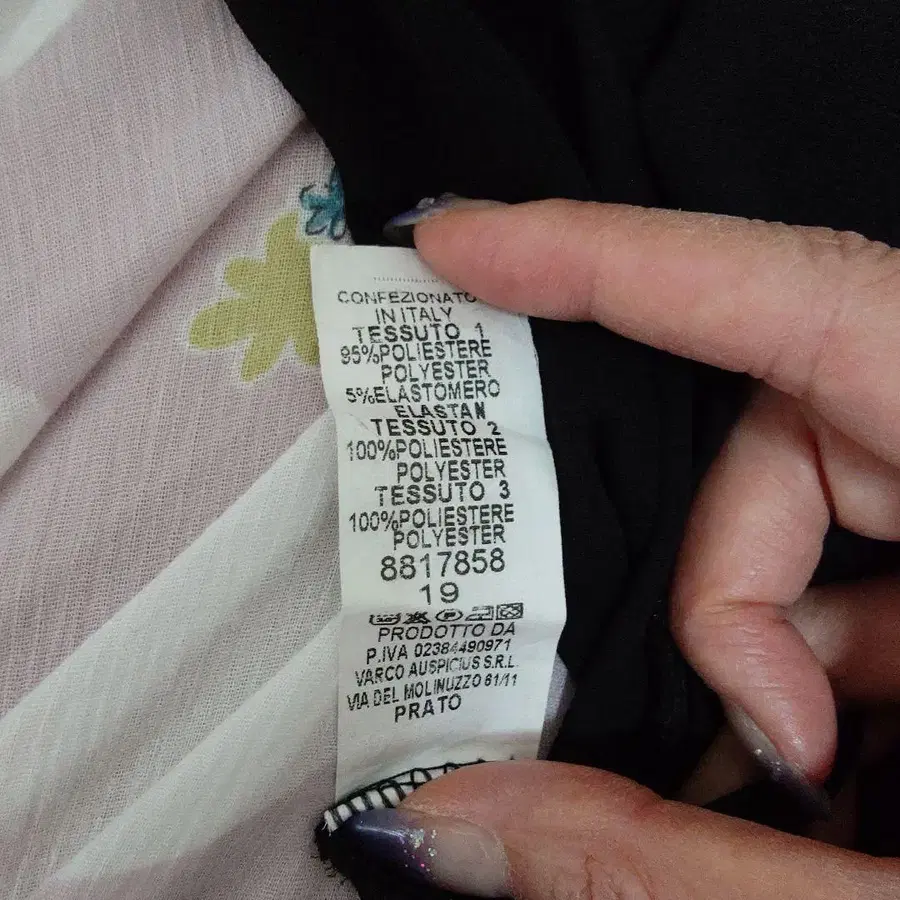 CONFEZIONATO
IN ITALY
TESSUTO 1
95%POLIESTERE
POLYESTER
5%ELASTOMERO
ELASTAN
TESSUTO 2
100%POLIESTERE
POLYESTER
TESSUTO 3
100%POLIESTERE
POLYESTER
8817858
19
PRODOTTO DA
P.IVA 02384490971
VARCO AUSPICIUS S.R.L.
VIA DEL MOLINUZZO 61/11
PRATO